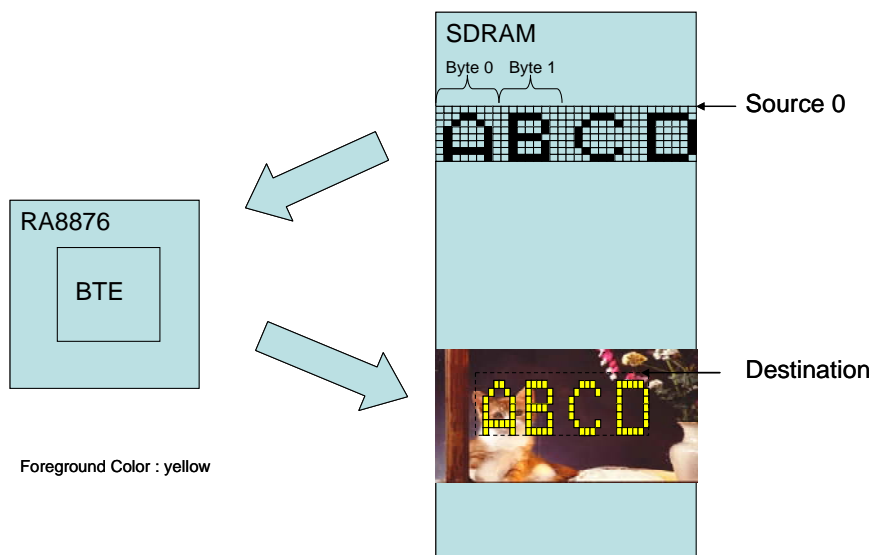 SDRAM
Byte 0 Byte 1
Source 0
ABCD
RA8876
BTE
Destination
ABCD
Foreground Color : yellow